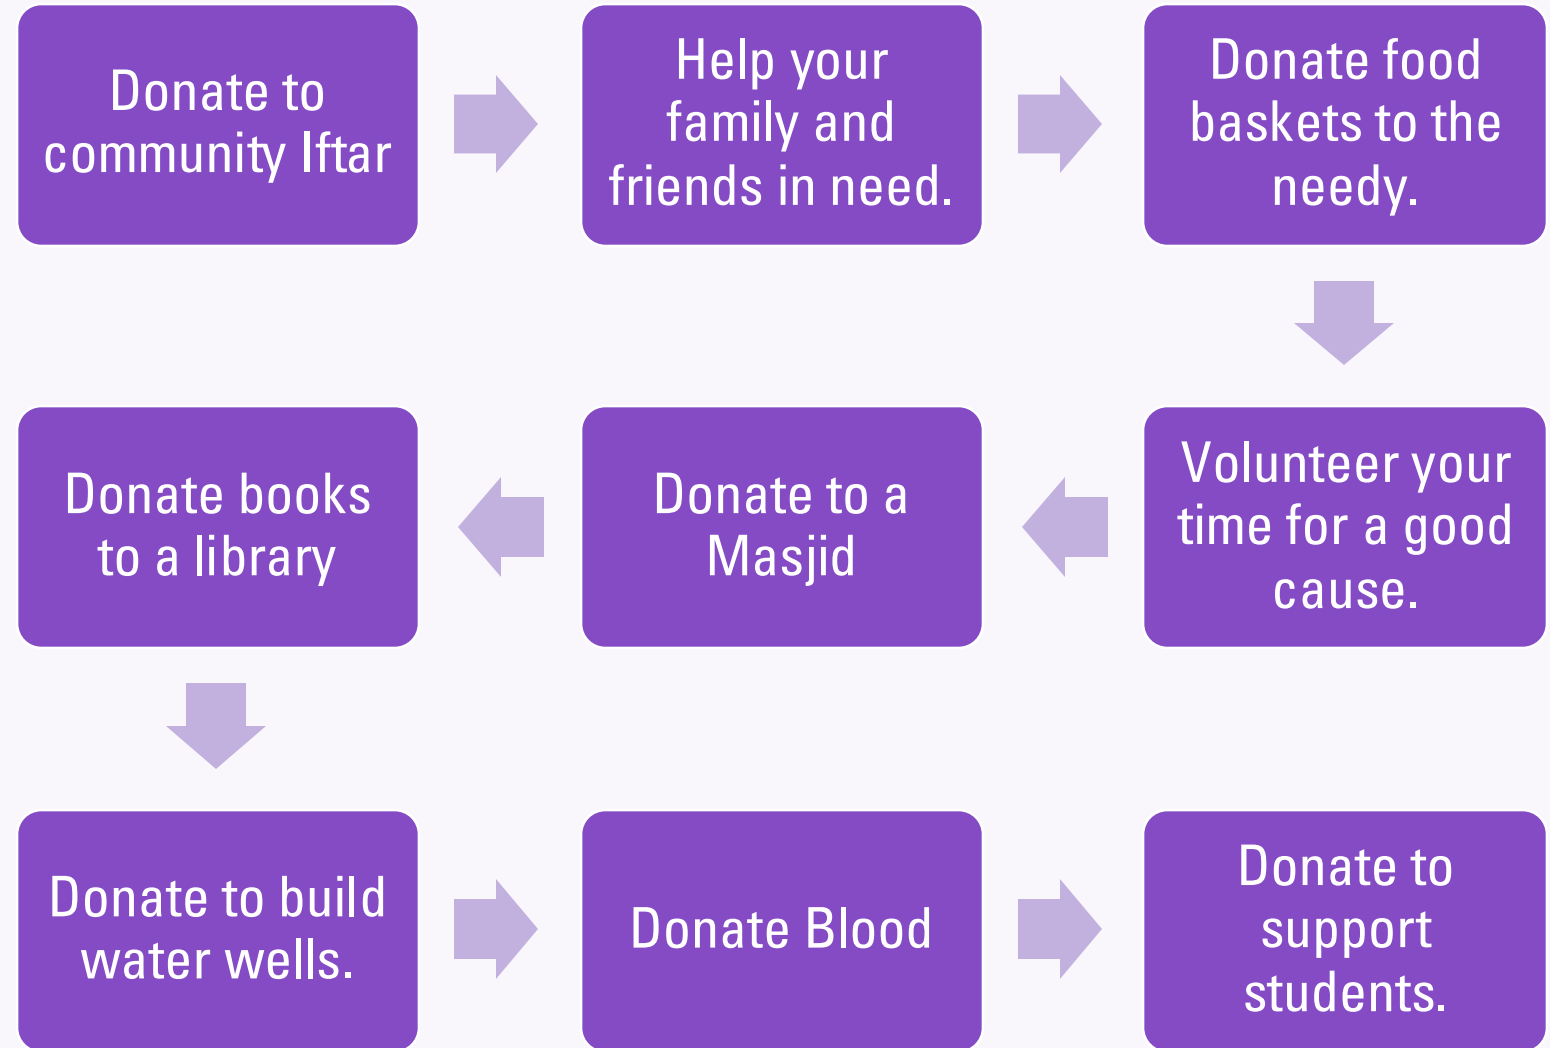 Donate to
community Iftar
Help your
family and
friends in need.
Donate food
baskets to the
needy.
Volunteer your
time for a good
cause.
Donate to a
Masjid
Donate books
to a library
Donate to build
water wells.
Donate Blood
Donate to
support
students.